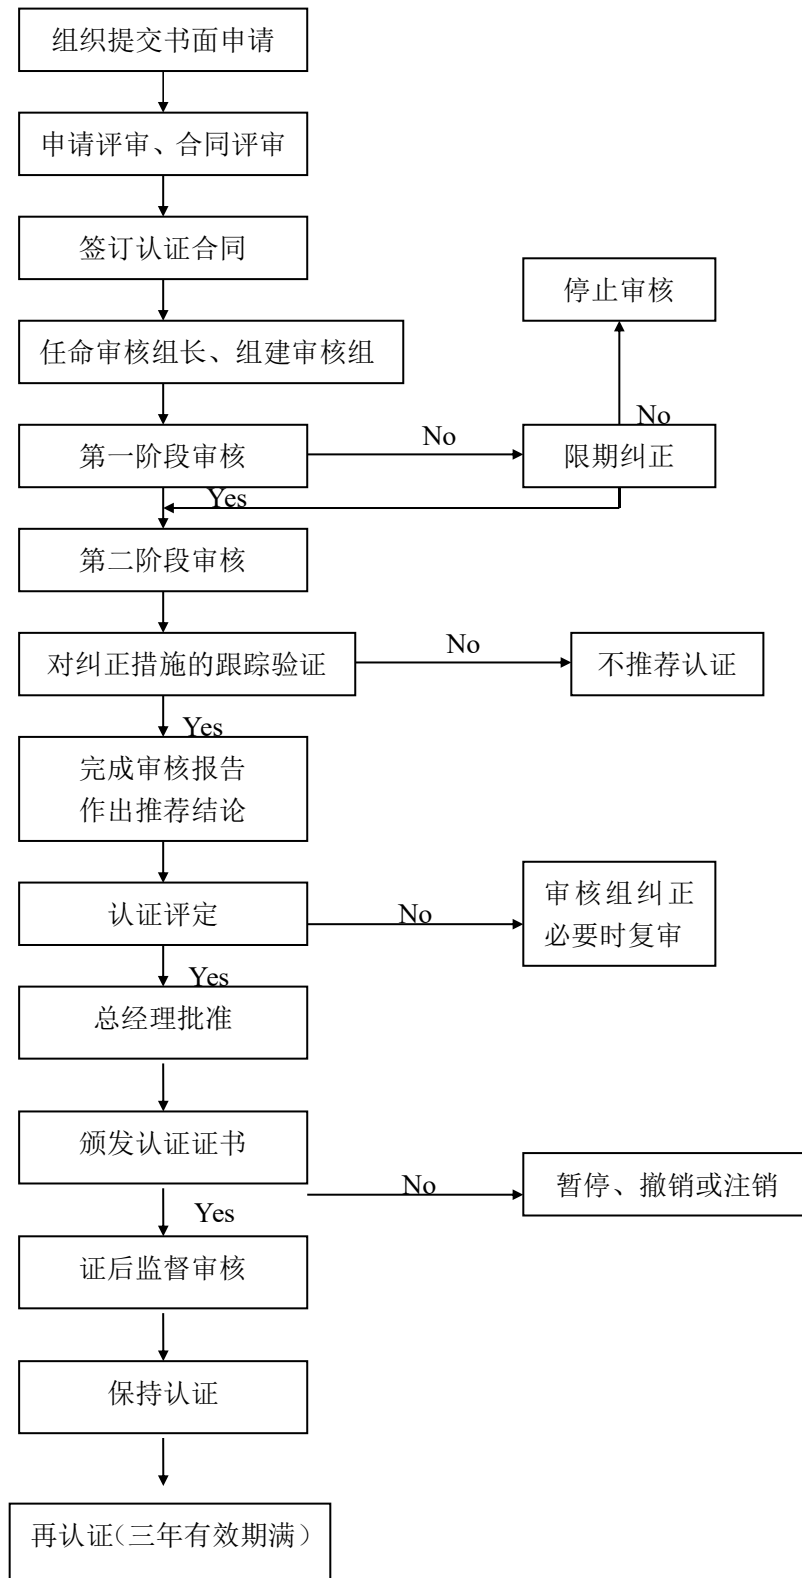 组织提交书面申请
申请评审、合同评审
签订认证合同
停止审核
任命审核组长、组建审核组
No
No
第一阶段审核
限期纠正
Yes
第二阶段审核
No
对纠正措施的跟踪验证
不推荐认证
Yes
完成审核报告
作出推荐结论
审核组纠正
认证评定
No
必要时复审
Yes
总经理批准
颁发认证证书
No
暂停、撤销或注销
Yes
证后监督审核
保持认证
再认证（三年有效期满）